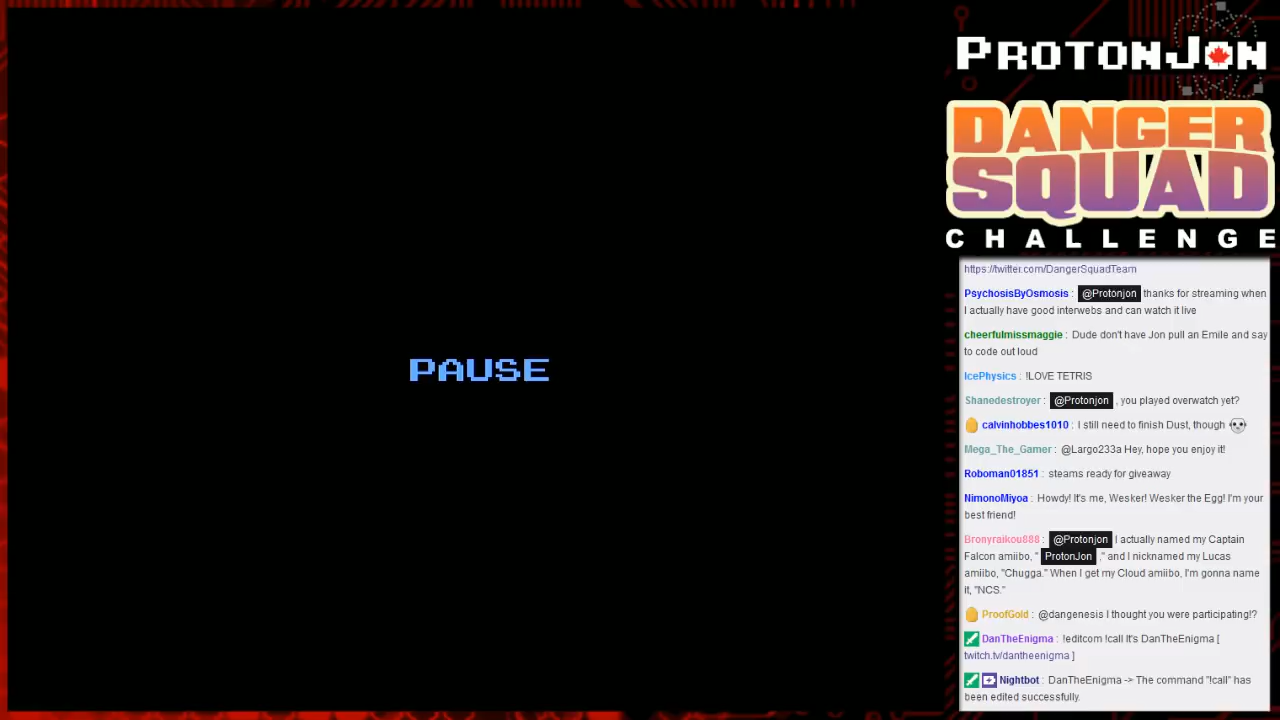 PROTONJON
DANGER
SQUAD
CHALLENGE
https://twitter.com/DangerSquadTeam
PsychosisByOsmosis : @Protonjon thanks for streaming when
I actually have good interwebs and can watch it live
cheerfulmissmaggie : Dude don't have Jon pull an Emile and say
to code out loud
IcePhysics : !LOVE TETRIS
Shanedestroyer : @Protonjon , you played overwatch yet?
calvinhobbes1010 : I still need to finish Dust, though
Mega_The_Gamer : @Largo233a Hey, hope you enjoy it!
Roboman01851 : steams ready for giveaway
NimonoMiyoa : Howdy! It's me, Wesker! Wesker the Egg! I'm your
best friend!
Bronyraikou888 : @Protonjon I actually named my Captain
Falcon amiibo, " ProtonJon ," and I nicknamed my Lucas
amiibo, "Chugga." When I get my Cloud amiibo, I'm gonna name
it, "NCS."
ProofGold : @dangenesis I thought you were participating!?
DanTheEnigma : !editcom !call It's DanTheEnigma [
twitch.tv/dantheenigma ]
Nightbot : DanTheEnigma -> The command "!call" has
been edited successfully.
PAUSE